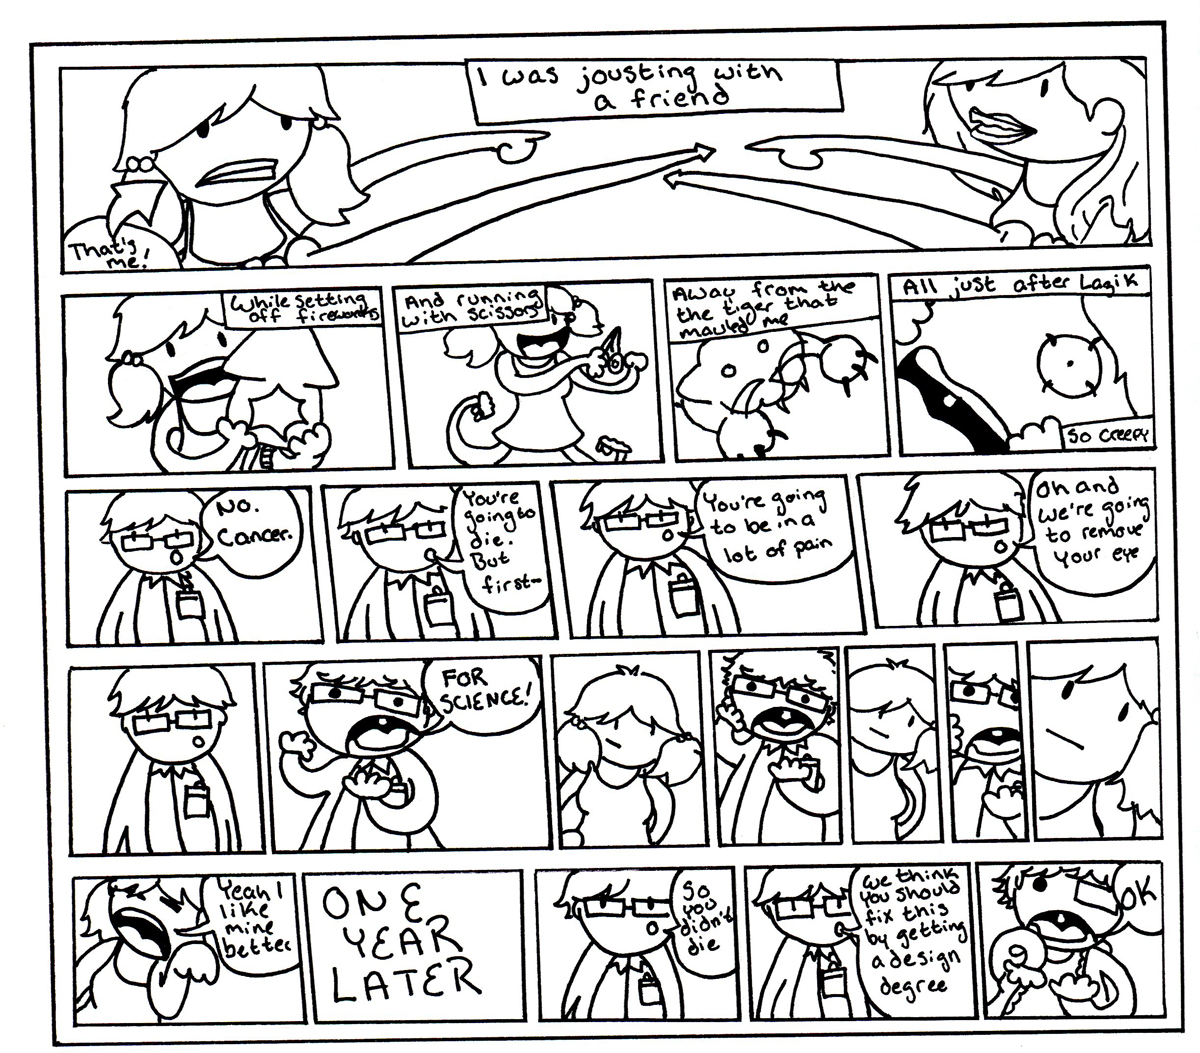 I was jousting with
a friend
That's
me!
While setting
off fireworks
And running
with scissors
Away from the
the tiger that
mauled me
All just after Lazik
So creepy
No.
Cancer.
You're
going to
die.
But
first-
You're going
to be in a
lot of pain
Oh and
We're going
to remove
your eye
FOR
SCIENCE!
Yeah I
like
mine
better
ONE
YEAR
LATER
So
you
didn't
die
We think
you should
fix this
by getting
a design
degree
OK